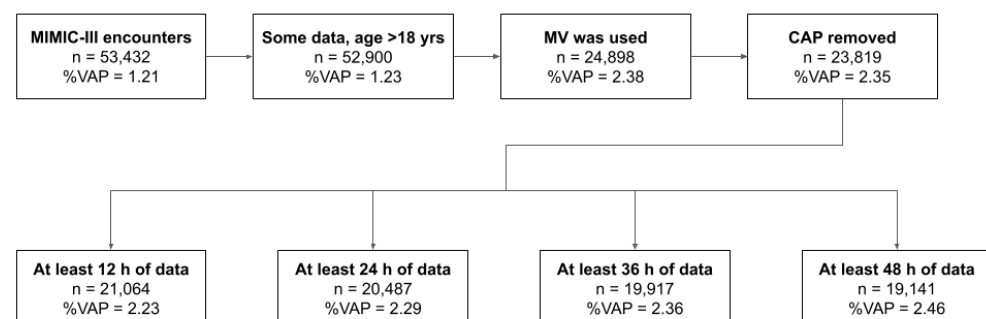 MIMIC-III encounters
n = 53,432
%VAP = 1.21
Some data, age >18 yrs
n = 52,900
%VAP = 1.23
MV was used
n = 24,898
%VAP = 2.38
CAP removed
n = 23,819
%VAP = 2.35
At least 12 h of data
n = 21,064
%VAP = 2.23
At least 24 h of data
n = 20,487
%VAP = 2.29
At least 36 h of data
n = 19,917
%VAP = 2.36
At least 48 h of data
n = 19,141
%VAP = 2.46